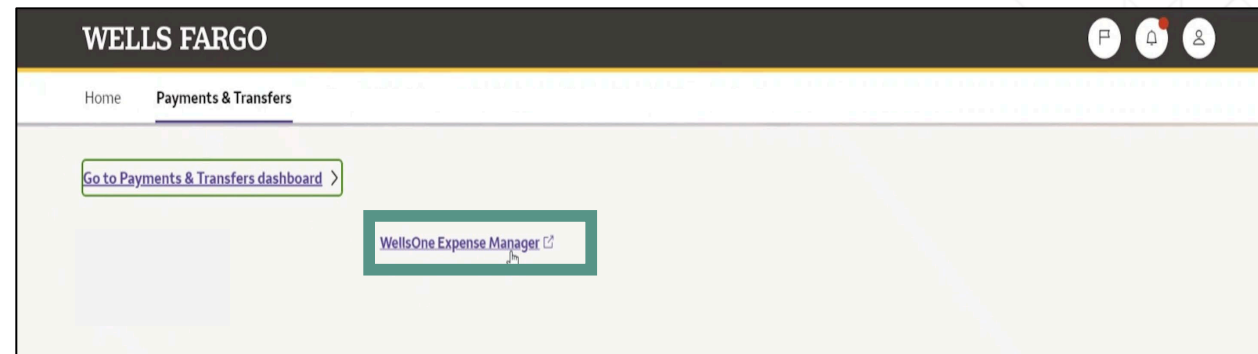 WELLS FARGO
Home Payments & Transfers
Go to Payments & Transfers dashboard
WellsOne Expense Manager